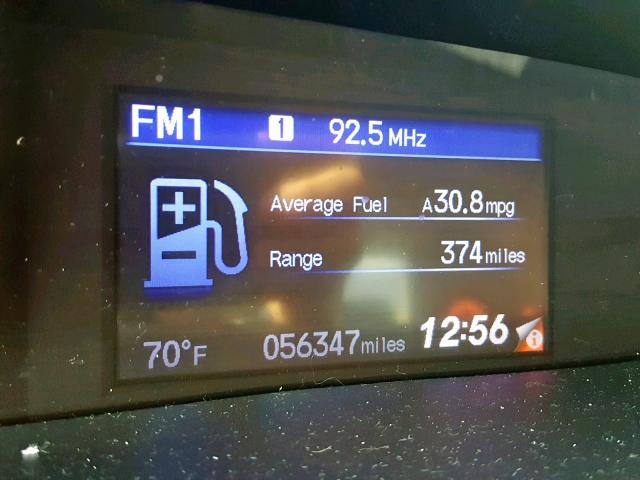 FM1 1 92.5 MHz
Average Fuel A30.8mpg
Range 374miles
70°F 056347miles 12:56 i